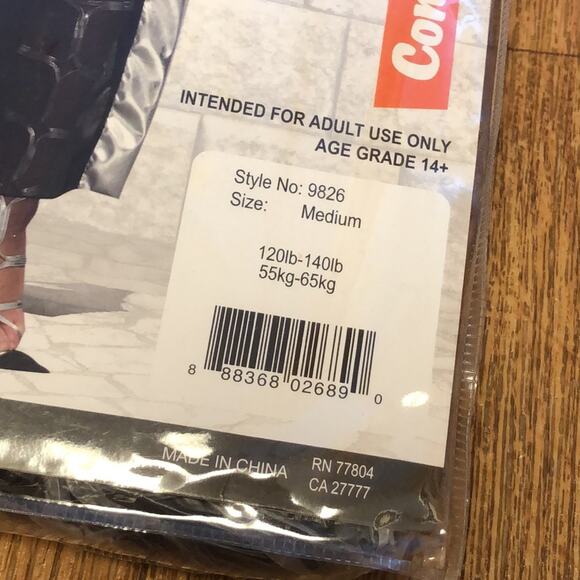 Con
INTENDED FOR ADULT USE ONLY
AGE GRADE 14+
Style No: 9826
Size: Medium
120lb-140lb
55kg-65kg
8 88368 02689 0
MADE IN CHINA
RN 77804
CA 27777